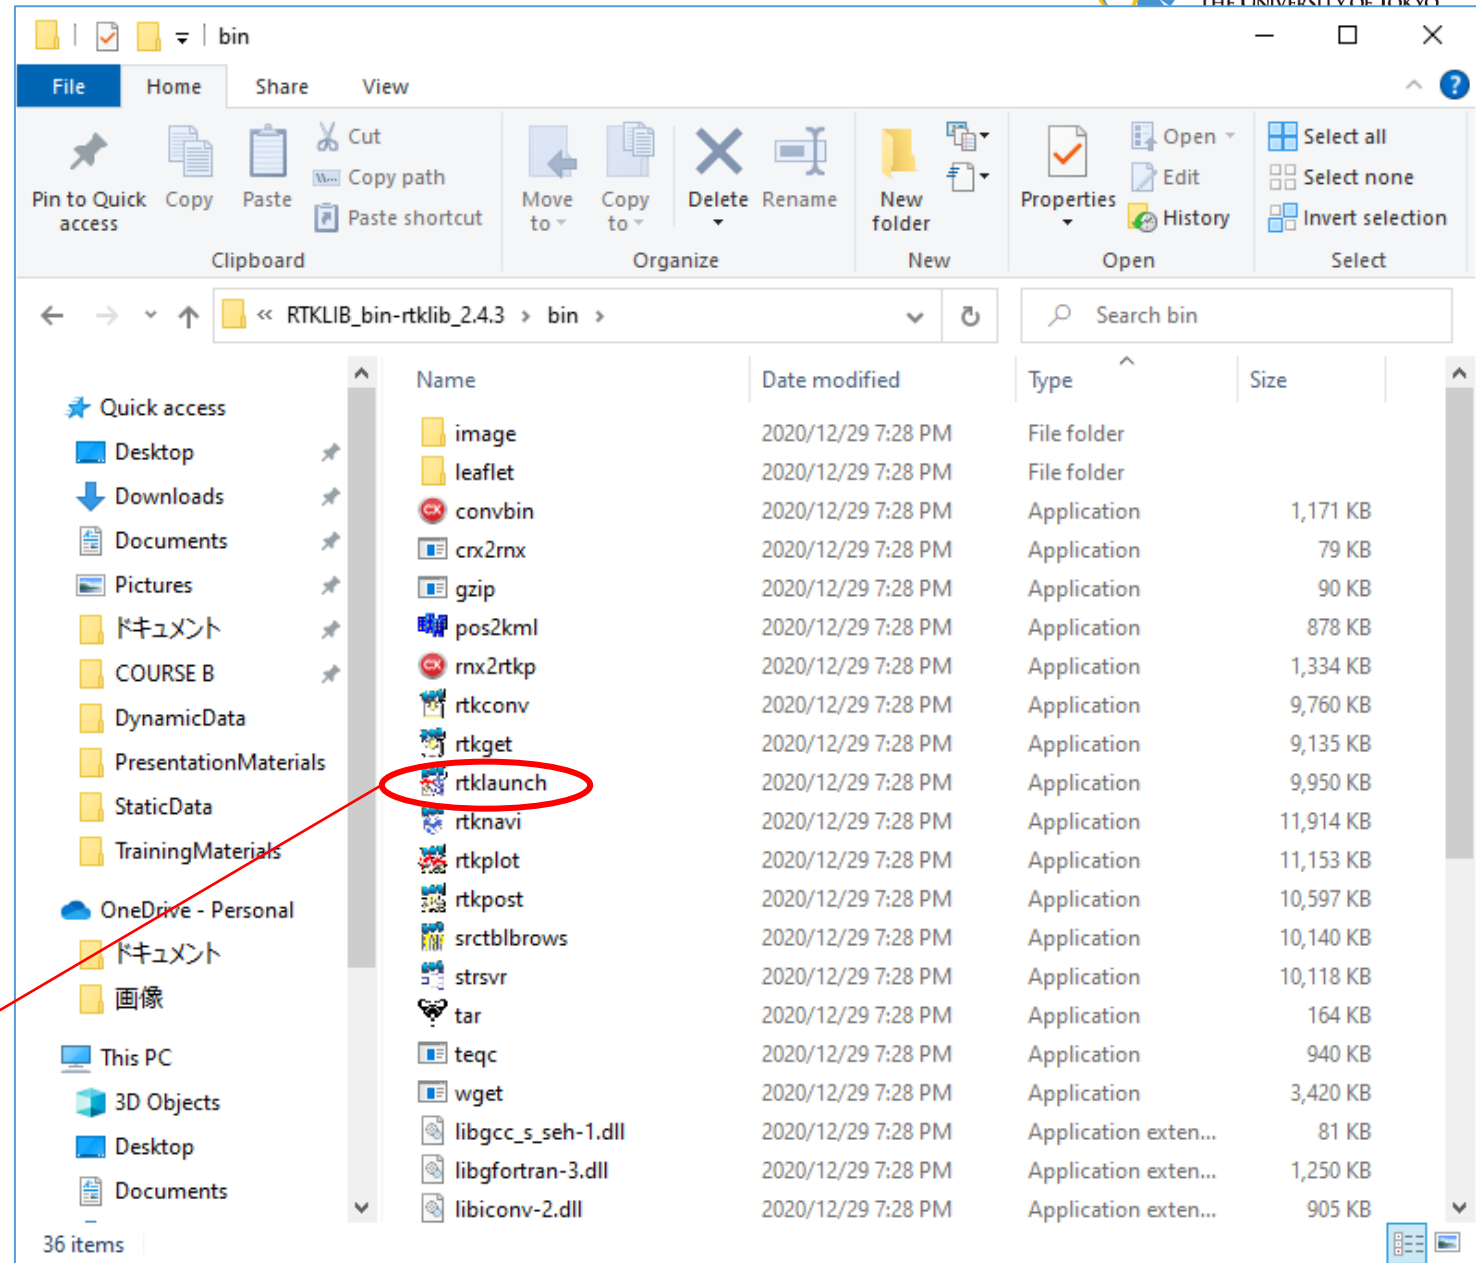 THE UNIVERSITY OF TOKYO
bin
File Home Share View
Pin to Quick access
Copy
Paste
Cut
Copy path
Paste shortcut
Clipboard
Move to
Copy to
Delete
Rename
Organize
New folder
New
Properties
Open
Edit
History
Open
Select all
Select none
Invert selection
Select
« RTKLIB_bin-rtklib_2.4.3 > bin >
Search bin
Quick access
Desktop
Downloads
Documents
Pictures
ドキュメント
COURSE B
DynamicData
PresentationMaterials
StaticData
TrainingMaterials
OneDrive - Personal
ドキュメント
画像
This PC
3D Objects
Desktop
Documents
Name Date modified Type Size
image 2020/12/29 7:28 PM File folder
leaflet 2020/12/29 7:28 PM File folder
convbin 2020/12/29 7:28 PM Application 1,171 KB
crx2rnx 2020/12/29 7:28 PM Application 79 KB
gzip 2020/12/29 7:28 PM Application 90 KB
pos2kml 2020/12/29 7:28 PM Application 878 KB
rnx2rtkp 2020/12/29 7:28 PM Application 1,334 KB
rtkconv 2020/12/29 7:28 PM Application 9,760 KB
rtkget 2020/12/29 7:28 PM Application 9,135 KB
rtklaunch 2020/12/29 7:28 PM Application 9,950 KB
rtknavi 2020/12/29 7:28 PM Application 11,914 KB
rtkplot 2020/12/29 7:28 PM Application 11,153 KB
rtkpost 2020/12/29 7:28 PM Application 10,597 KB
srctblbrows 2020/12/29 7:28 PM Application 10,140 KB
strsvr 2020/12/29 7:28 PM Application 10,118 KB
tar 2020/12/29 7:28 PM Application 164 KB
teqc 2020/12/29 7:28 PM Application 940 KB
wget 2020/12/29 7:28 PM Application 3,420 KB
libgcc_s_seh-1.dll 2020/12/29 7:28 PM Application exten... 81 KB
libgfortran-3.dll 2020/12/29 7:28 PM Application exten... 1,250 KB
libiconv-2.dll 2020/12/29 7:28 PM Application exten... 905 KB
36 items